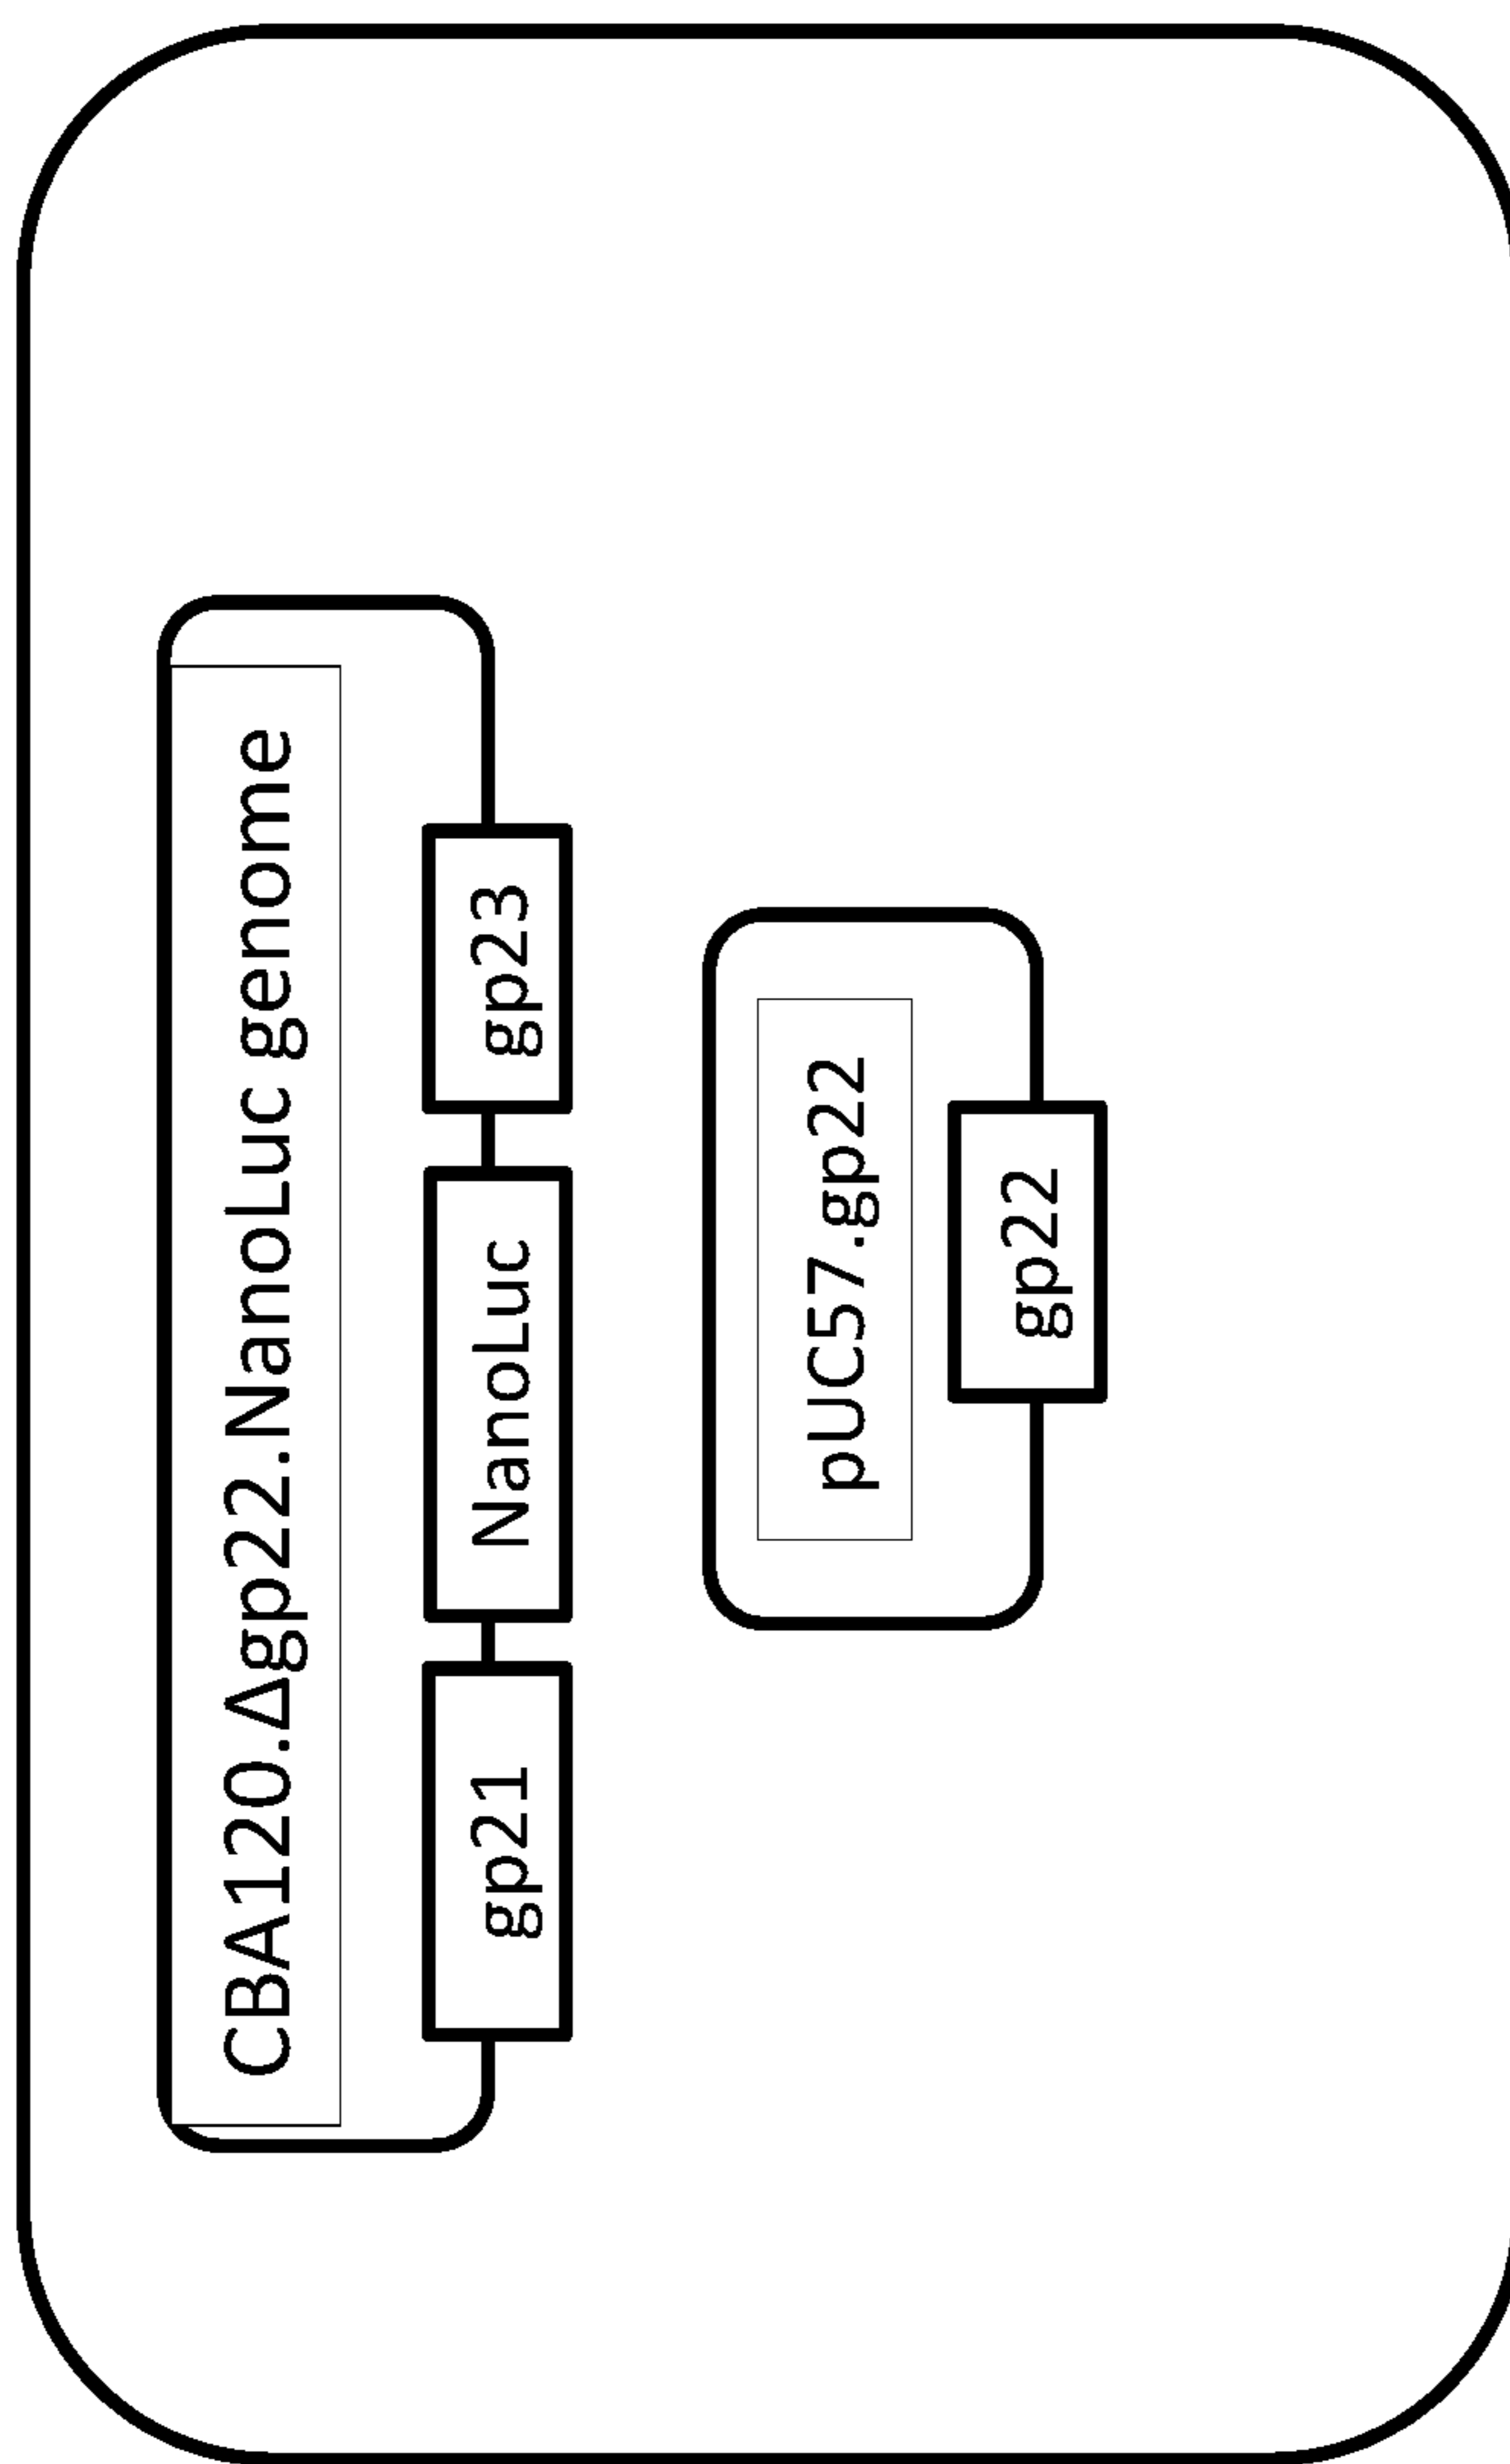 CBA120.Δgp22.NanoLuc genome
gp21
NanoLuc
gp23
pUC57.gp22
gp22